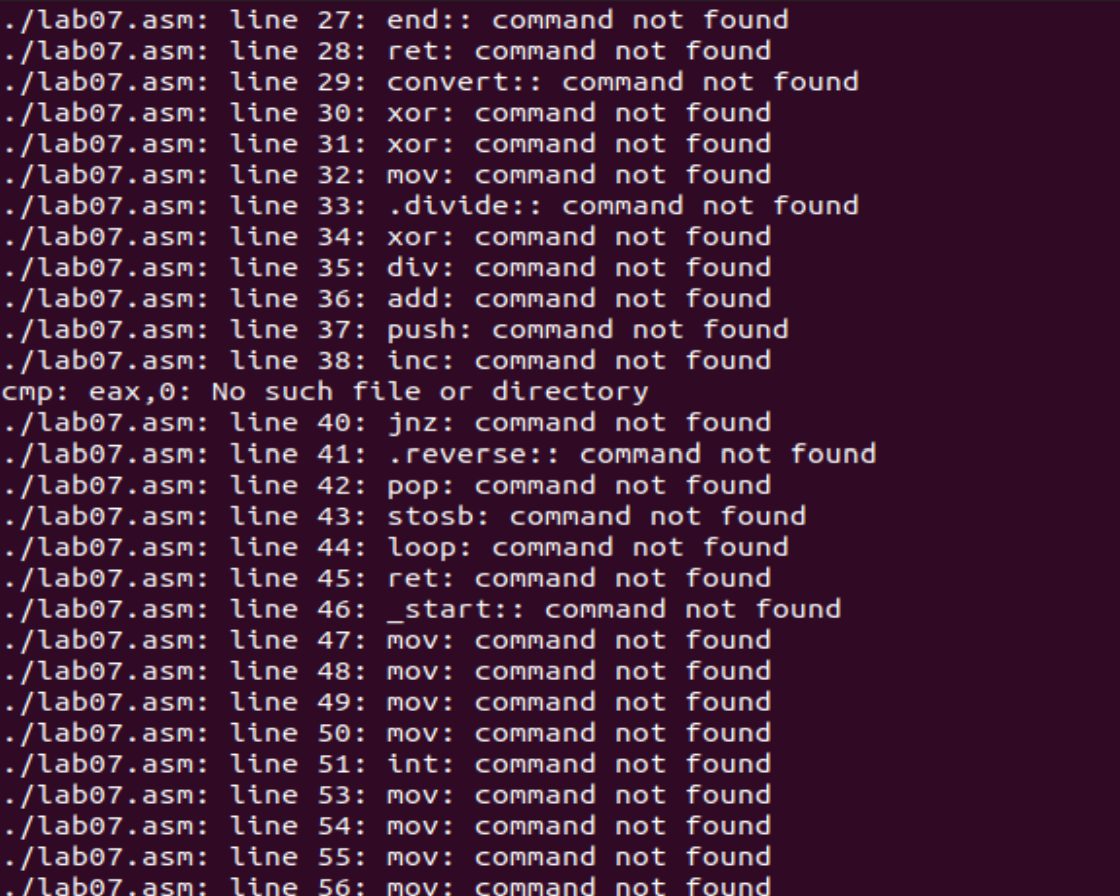 ./lab07.asm: line 27: end:: command not found
./lab07.asm: line 28: ret: command not found
./lab07.asm: line 29: convert:: command not found
./lab07.asm: line 30: xor: command not found
./lab07.asm: line 31: xor: command not found
./lab07.asm: line 32: mov: command not found
./lab07.asm: line 33: .divide:: command not found
./lab07.asm: line 34: xor: command not found
./lab07.asm: line 35: div: command not found
./lab07.asm: line 36: add: command not found
./lab07.asm: line 37: push: command not found
./lab07.asm: line 38: inc: command not found
cmp: eax,0: No such file or directory
./lab07.asm: line 40: jnz: command not found
./lab07.asm: line 41: .reverse:: command not found
./lab07.asm: line 42: pop: command not found
./lab07.asm: line 43: stosb: command not found
./lab07.asm: line 44: loop: command not found
./lab07.asm: line 45: ret: command not found
./lab07.asm: line 46: _start:: command not found
./lab07.asm: line 47: mov: command not found
./lab07.asm: line 48: mov: command not found
./lab07.asm: line 49: mov: command not found
./lab07.asm: line 50: mov: command not found
./lab07.asm: line 51: int: command not found
./lab07.asm: line 53: mov: command not found
./lab07.asm: line 54: mov: command not found
./lab07.asm: line 55: mov: command not found
./lab07.asm: line 56: mov: command not found